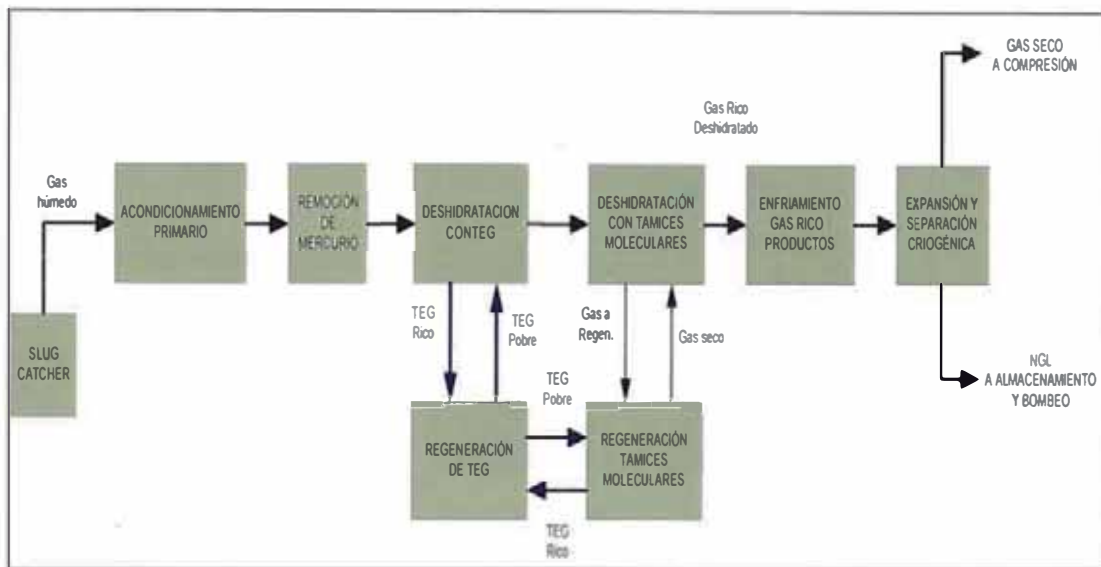 GAS SECO
A COMPRESIÓN
Gas Rico
Deshidratado
Gas
húmedo
ACONDICIONAMIENTO
PRIMARIO
REMOCIÓN
DE
MERCURIO
DESHIDRATACION
CONTEG
DESHIDRATACIÓN
CON TAMICES
MOLECULARES
ENFRIAMIENTO
GAS RICO
PRODUCTOS
EXPANSIÓN Y
SEPARACIÓN
CRIOGÉNICA
TEG
Rico
TEG
Pobre
Gas a
Regen.
Gas seco
SLUG
CATCHER
NGL
A ALMACENAMIENTO
Y BOMBEO
TEG
Pobre
REGENERACIÓN
DE TEG
REGENERACIÓN
TAMICES
MOLECULARES
TEG
Rico